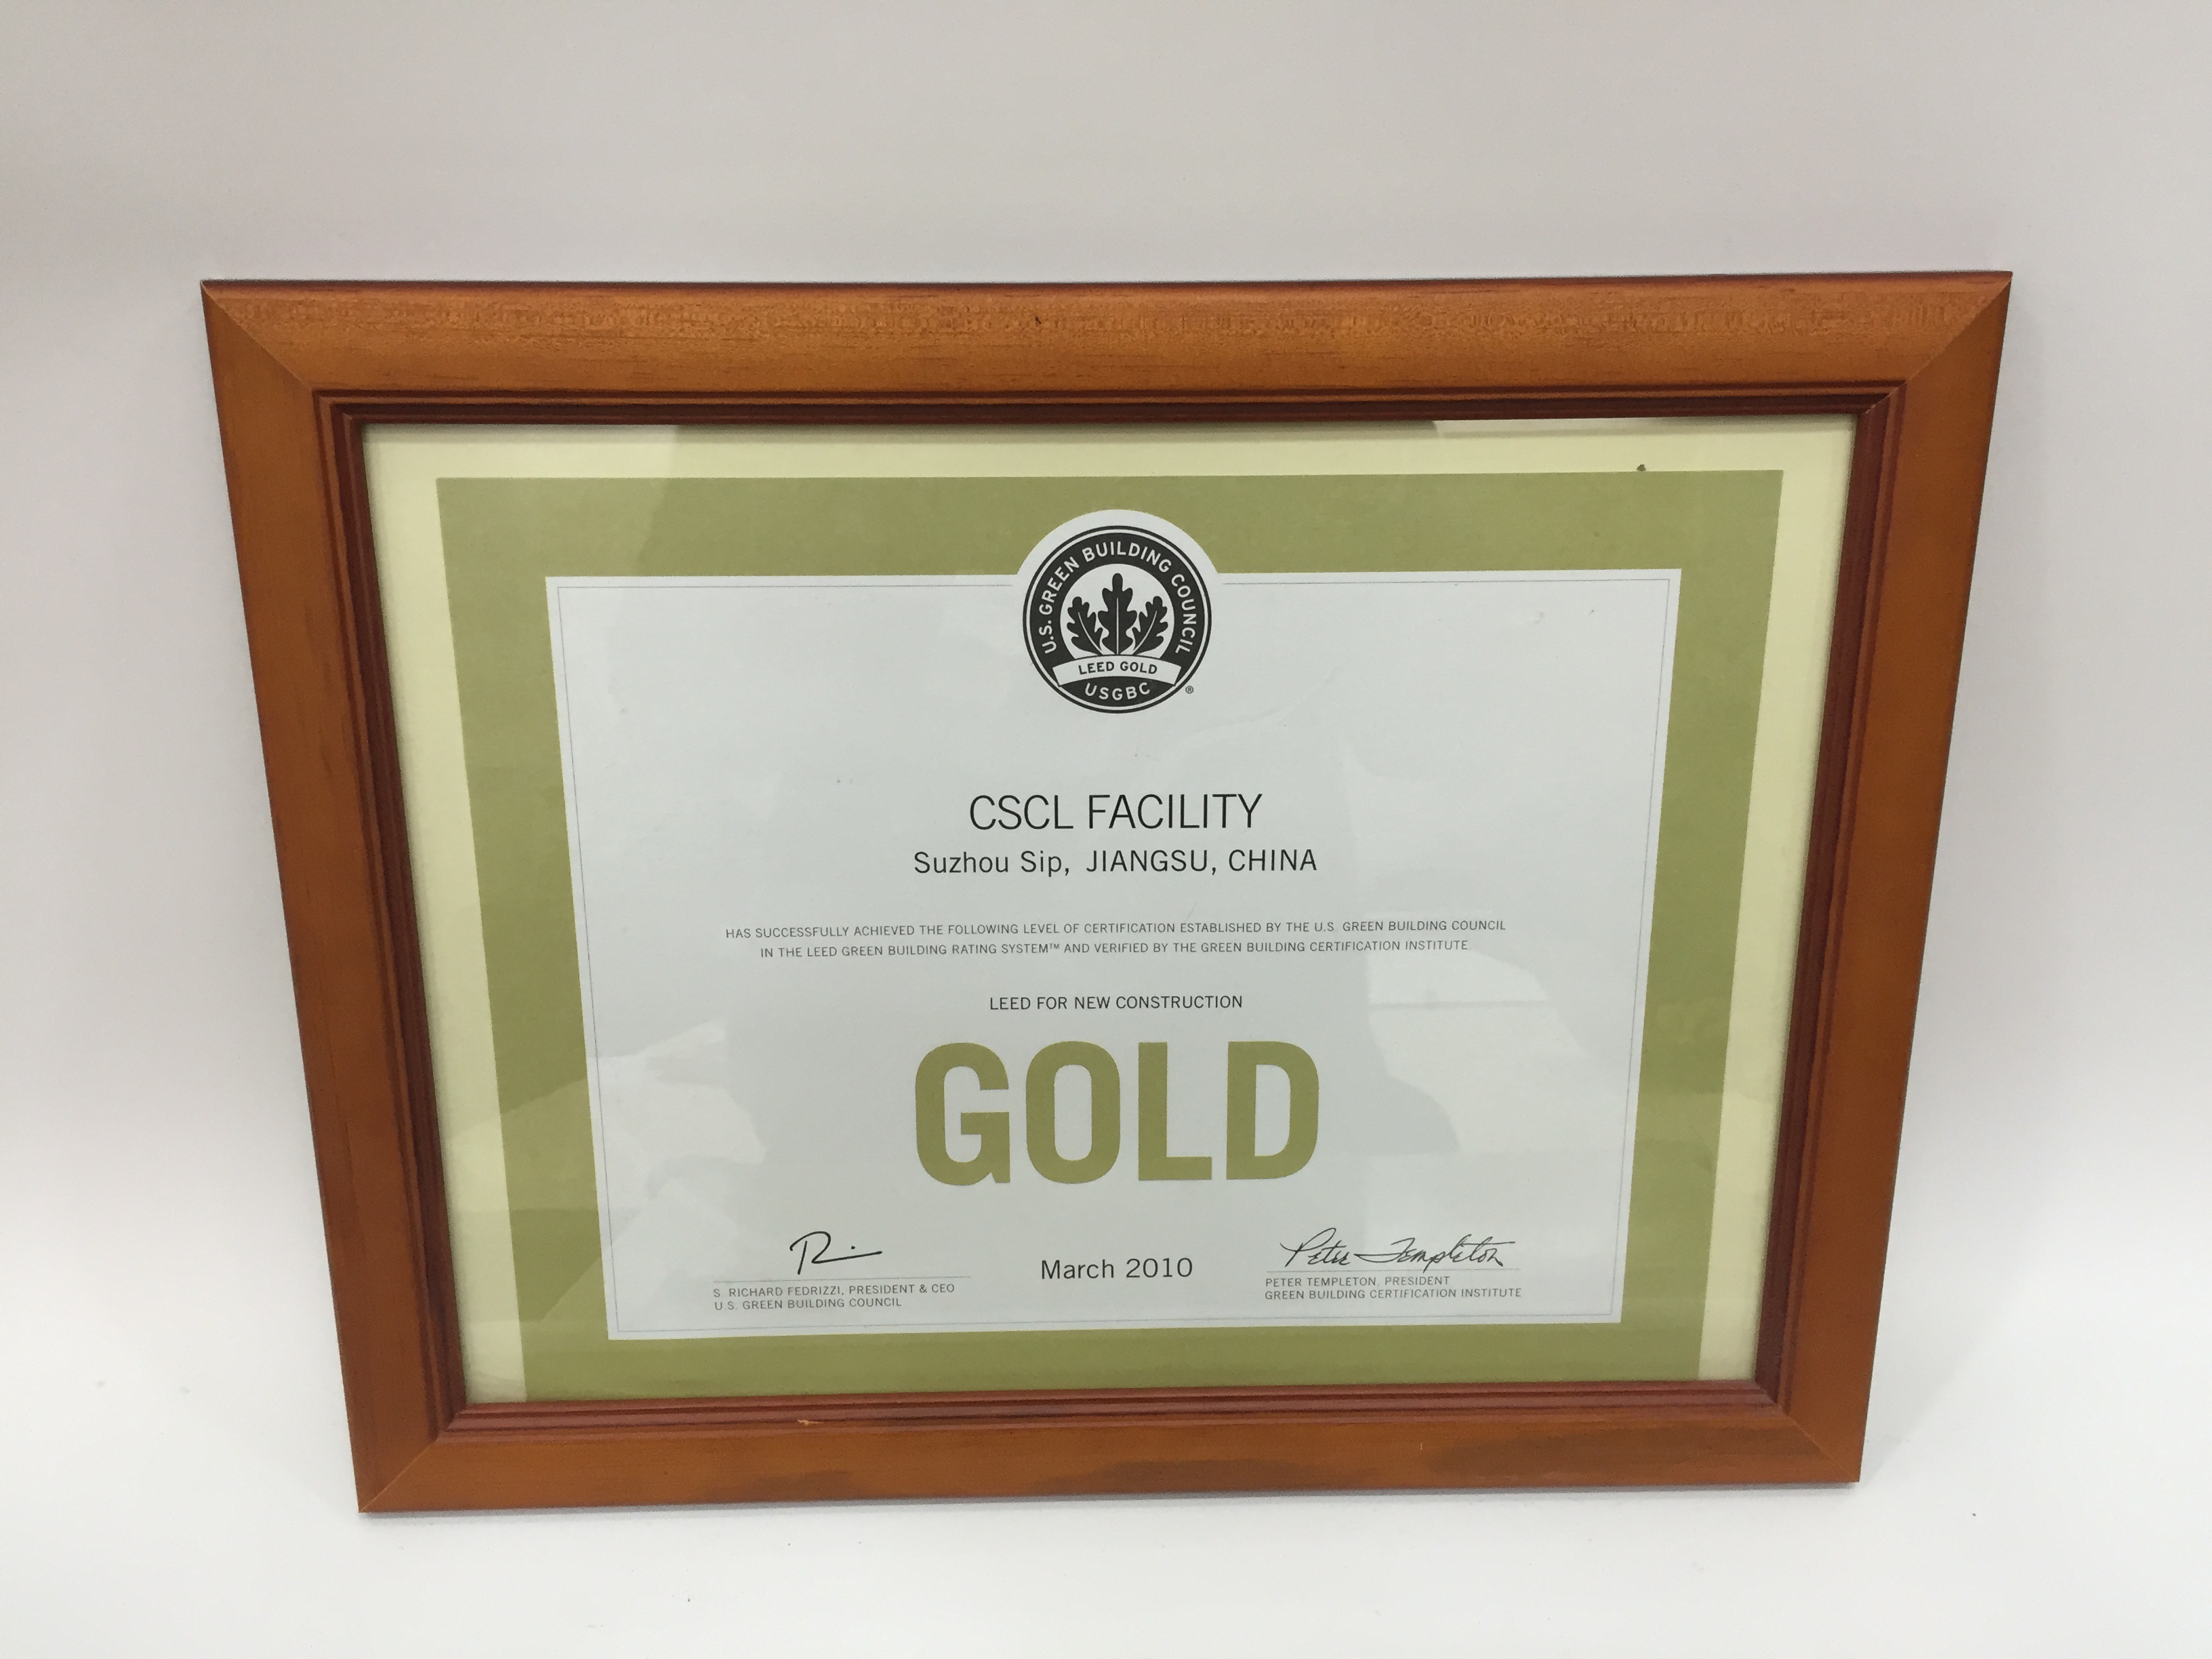 U.S. GREEN BUILDING COUNCIL
LEED GOLD
USGBC
®
CSCL FACILITY
Suzhou Sip, JIANGSU, CHINA
HAS SUCCESSFULLY ACHIEVED THE FOLLOWING LEVEL OF CERTIFICATION ESTABLISHED BY THE U.S. GREEN BUILDING COUNCIL
IN THE LEED GREEN BUILDING RATING SYSTEM™ AND VERIFIED BY THE GREEN BUILDING CERTIFICATION INSTITUTE
LEED FOR NEW CONSTRUCTION
GOLD
Peter Templeton
March 2010
S. RICHARD FEDRIZZI, PRESIDENT & CEO
U.S. GREEN BUILDING COUNCIL
PETER TEMPLETON, PRESIDENT
GREEN BUILDING CERTIFICATION INSTITUTE